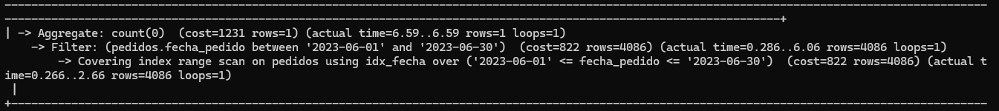 | -> Aggregate: count(0)  (cost=1231 rows=1) (actual time=6.59..6.59 rows=1 loops=1)
    -> Filter: (pedidos.fecha_pedido between '2023-06-01' and '2023-06-30')  (cost=822 rows=4086) (actual time=0.286..6.06 rows=4086 loops=1)
        -> Covering index range scan on pedidos using idx_fecha over ('2023-06-01' <= fecha_pedido <= '2023-06-30')  (cost=822 rows=4086) (actual t
ime=0.266..2.66 rows=4086 loops=1)
 |